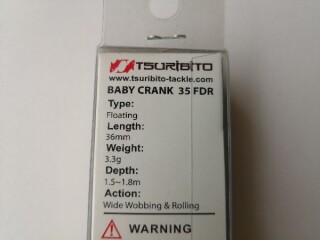 TSURIBITO
www.tsuribito-tackle.com
BABY CRANK 35 FDR
Type:
Floating
Length:
36mm
Weight:
3.3g
Depth:
1.5~1.8m
Action:
Wide Wobbing & Rolling
WARNING